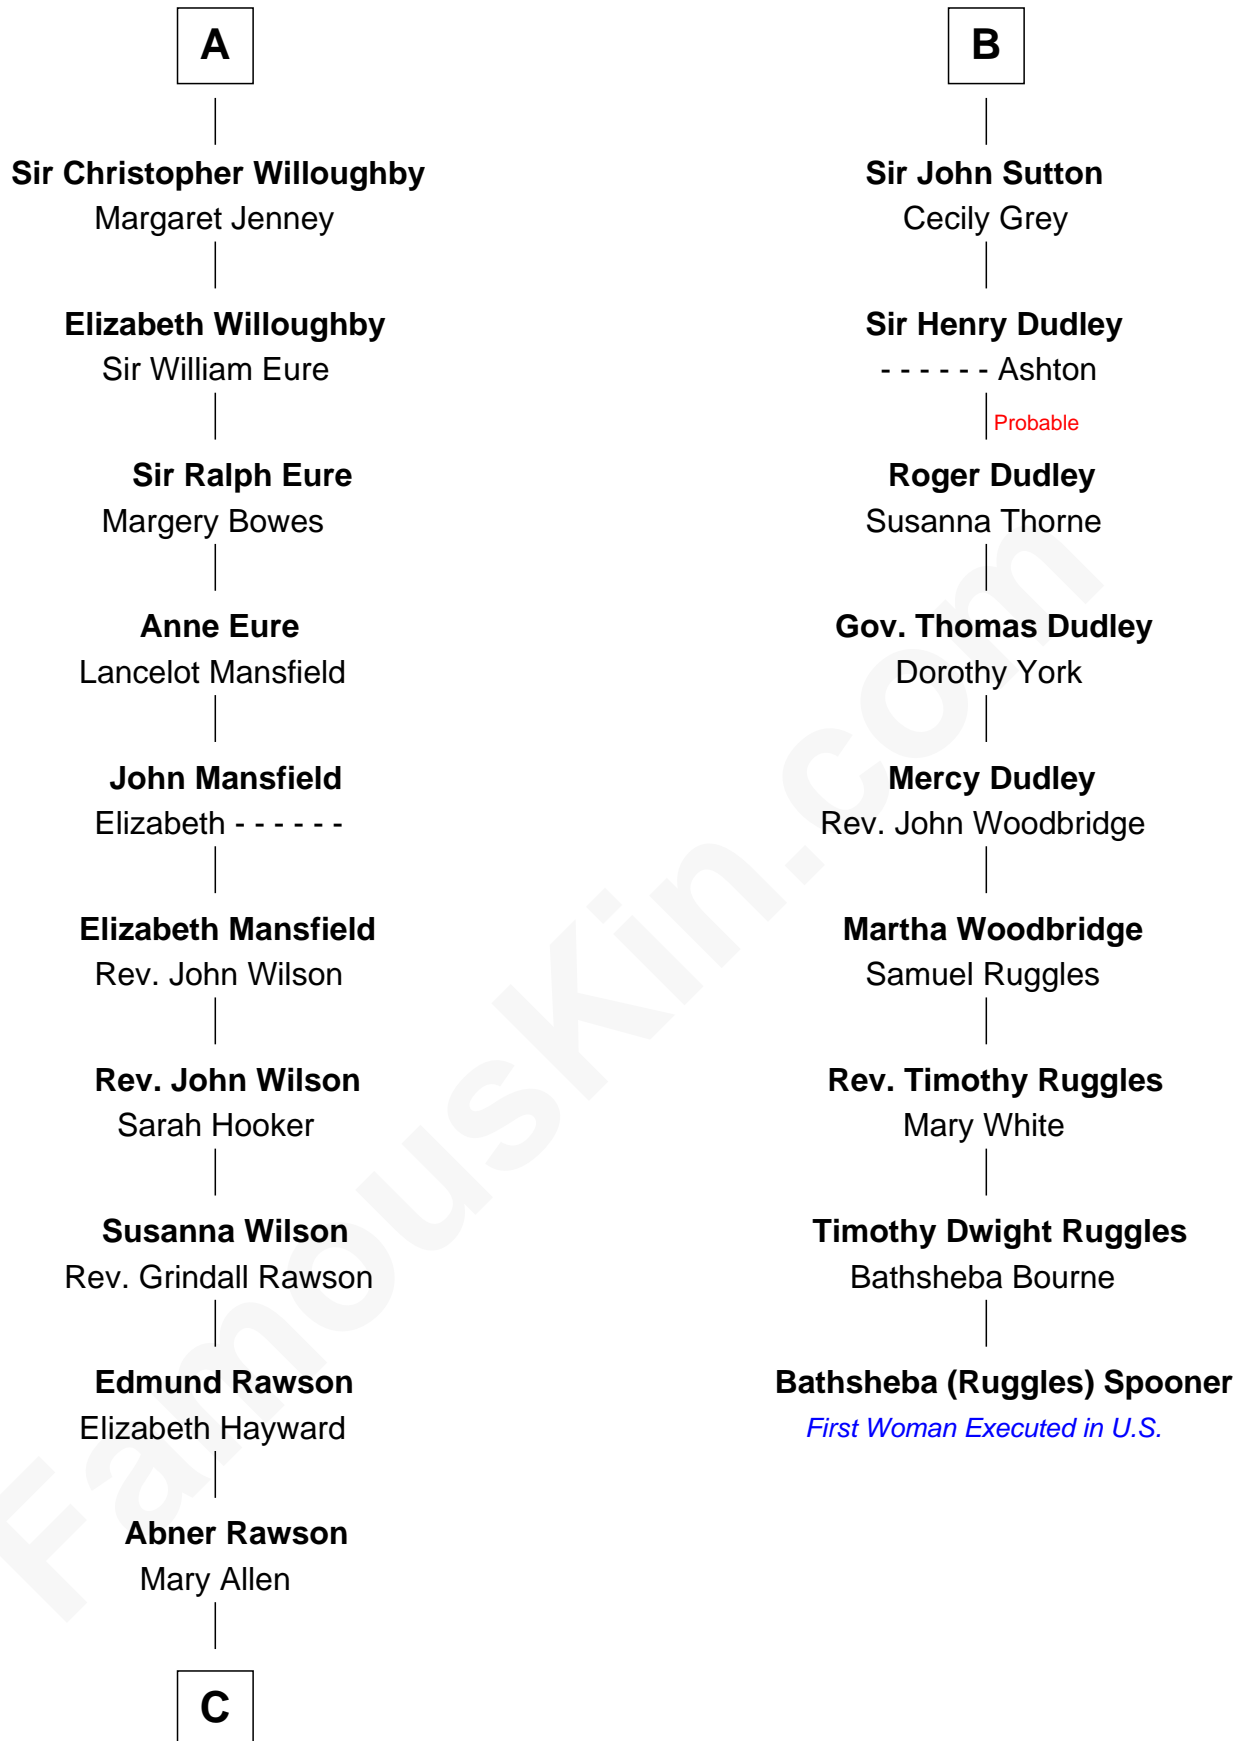 A
Sir Christopher Willoughby
Margaret Jenney
Elizabeth Willoughby
Sir William Eure
Sir Ralph Eure
Margery Bowes
Anne Eure
Lancelot Mansfield
John Mansfield
Elizabeth - - - - - -
Elizabeth Mansfield
Rev. John Wilson
Rev. John Wilson
Sarah Hooker
Susanna Wilson
Rev. Grindall Rawson
Edmund Rawson
Elizabeth Hayward
Abner Rawson
Mary Allen
C
B
Sir John Sutton
Cecily Grey
Sir Henry Dudley
- - - - - - Ashton
Probable
Roger Dudley
Susanna Thorne
Gov. Thomas Dudley
Dorothy York
Mercy Dudley
Rev. John Woodbridge
Martha Woodbridge
Samuel Ruggles
Rev. Timothy Ruggles
Mary White
Timothy Dwight Ruggles
Bathsheba Bourne
Bathsheba (Ruggles) Spooner
First Woman Executed in U.S.
FamousKin.com